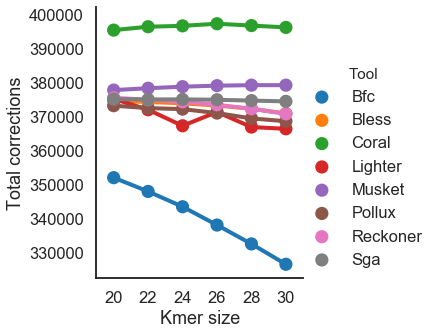 400000
390000
380000
370000
360000
350000
340000
330000
Total corrections
20 22 24 26 28 30
Kmer size
Tool
Bfc
Bless
Coral
Lighter
Musket
Pollux
Reckoner
Sga